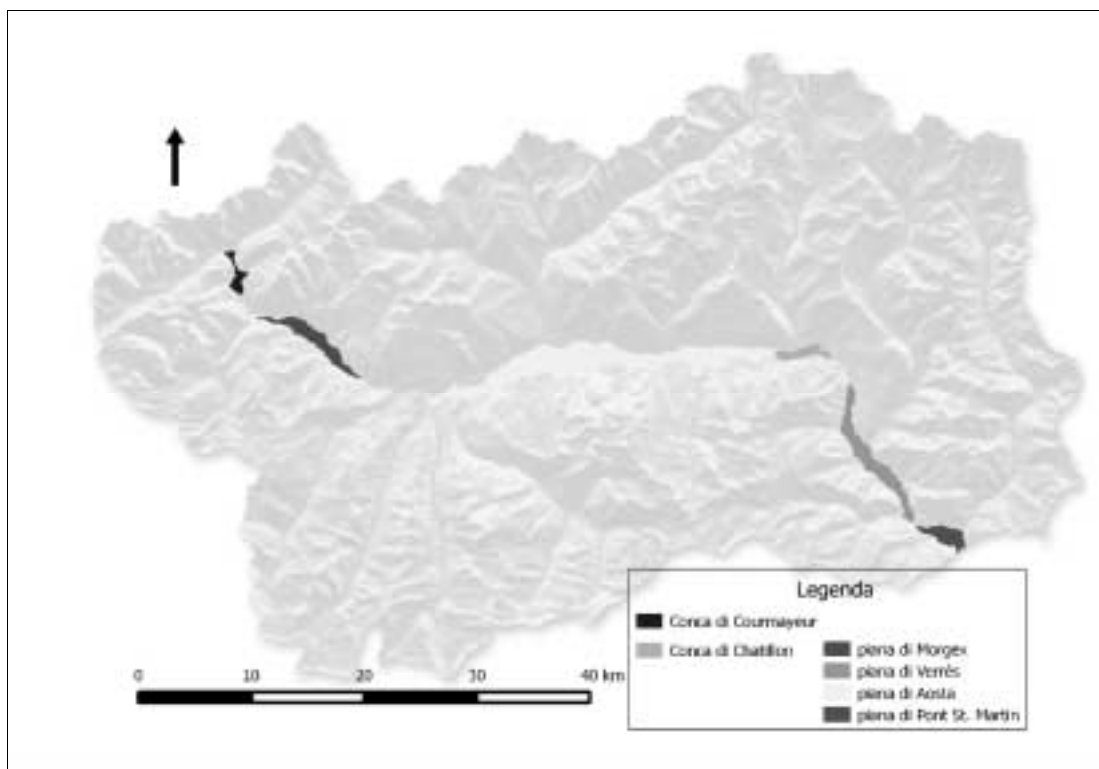 Legenda
Conca di Courmayeur
Conca di Chatillon
piana di Morgex
piana di Verrès
piana di Aosta
piana di Pont St. Martin
0 10 20 30 40 km